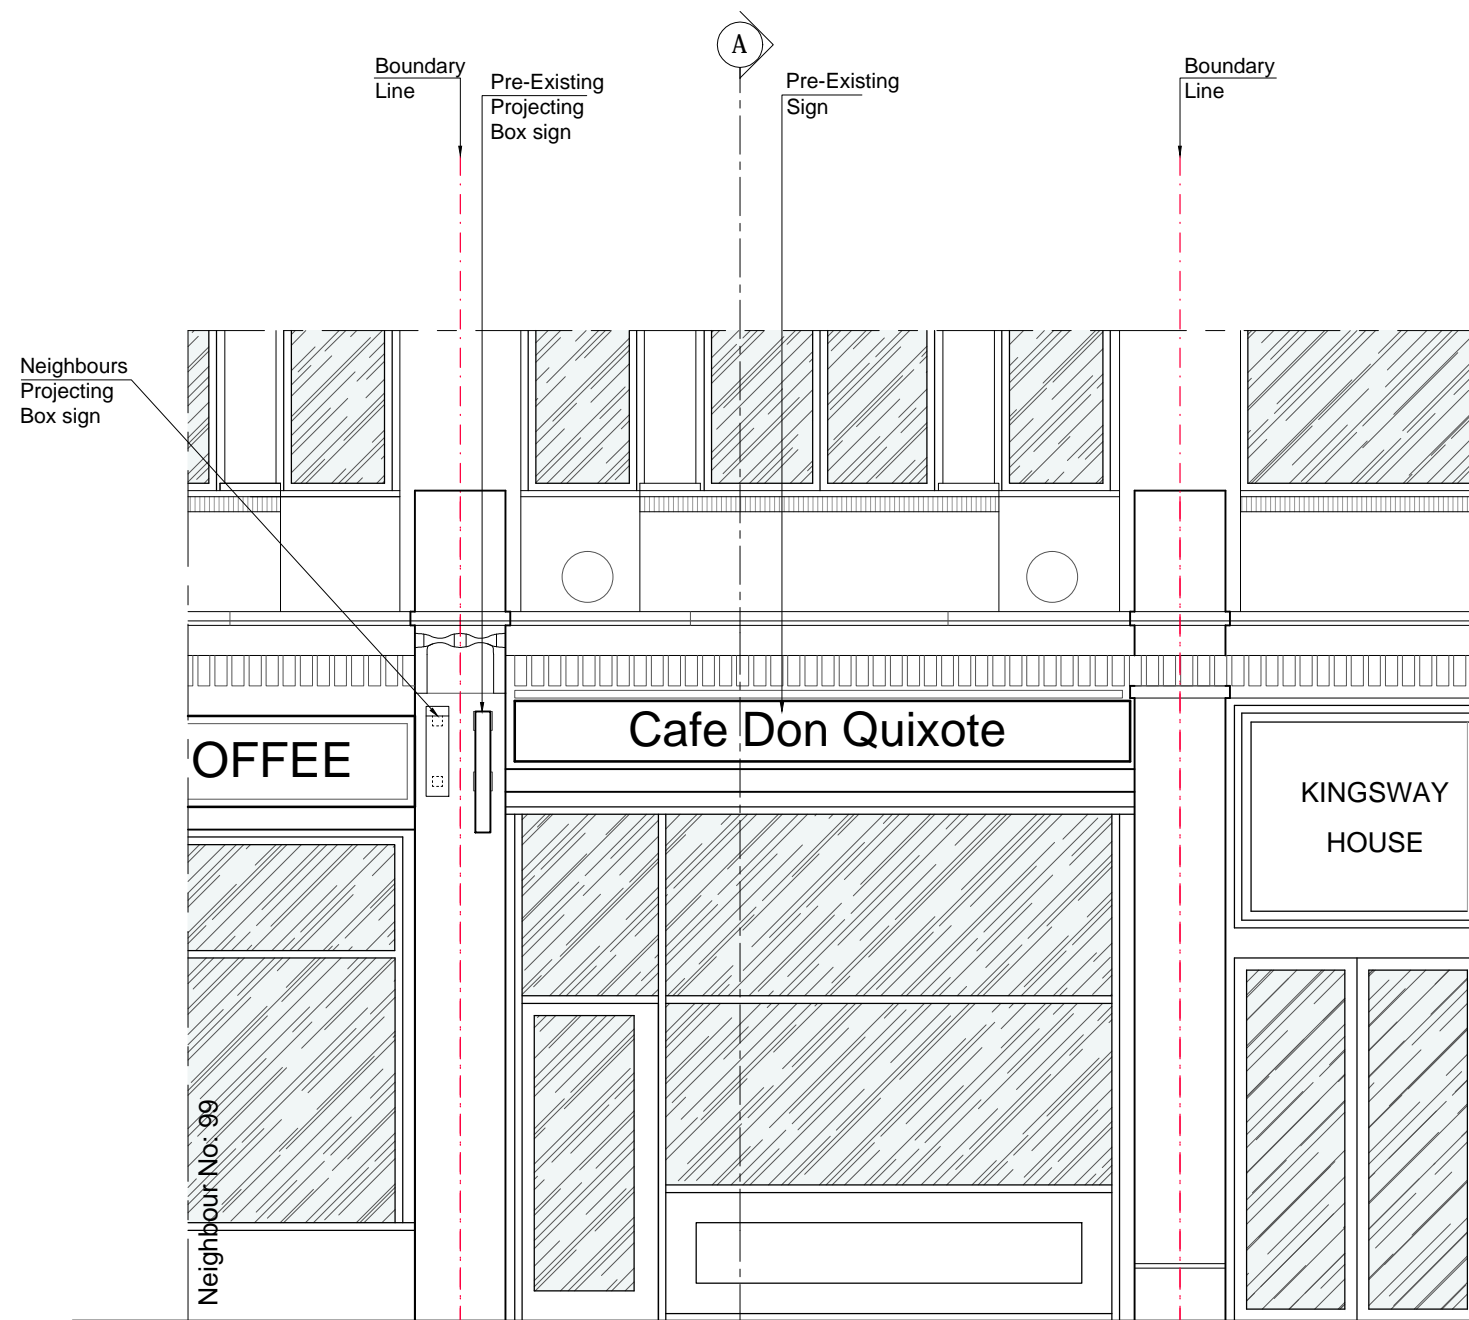 A
Boundary
Line
Pre-Existing
Projecting
Box sign
Pre-Existing
Sign
Boundary
Line
Neighbours
Projecting
Box sign
Cafe Don Quixote
OFFEE
KINGSWAY
HOUSE
Neighbour No: 99